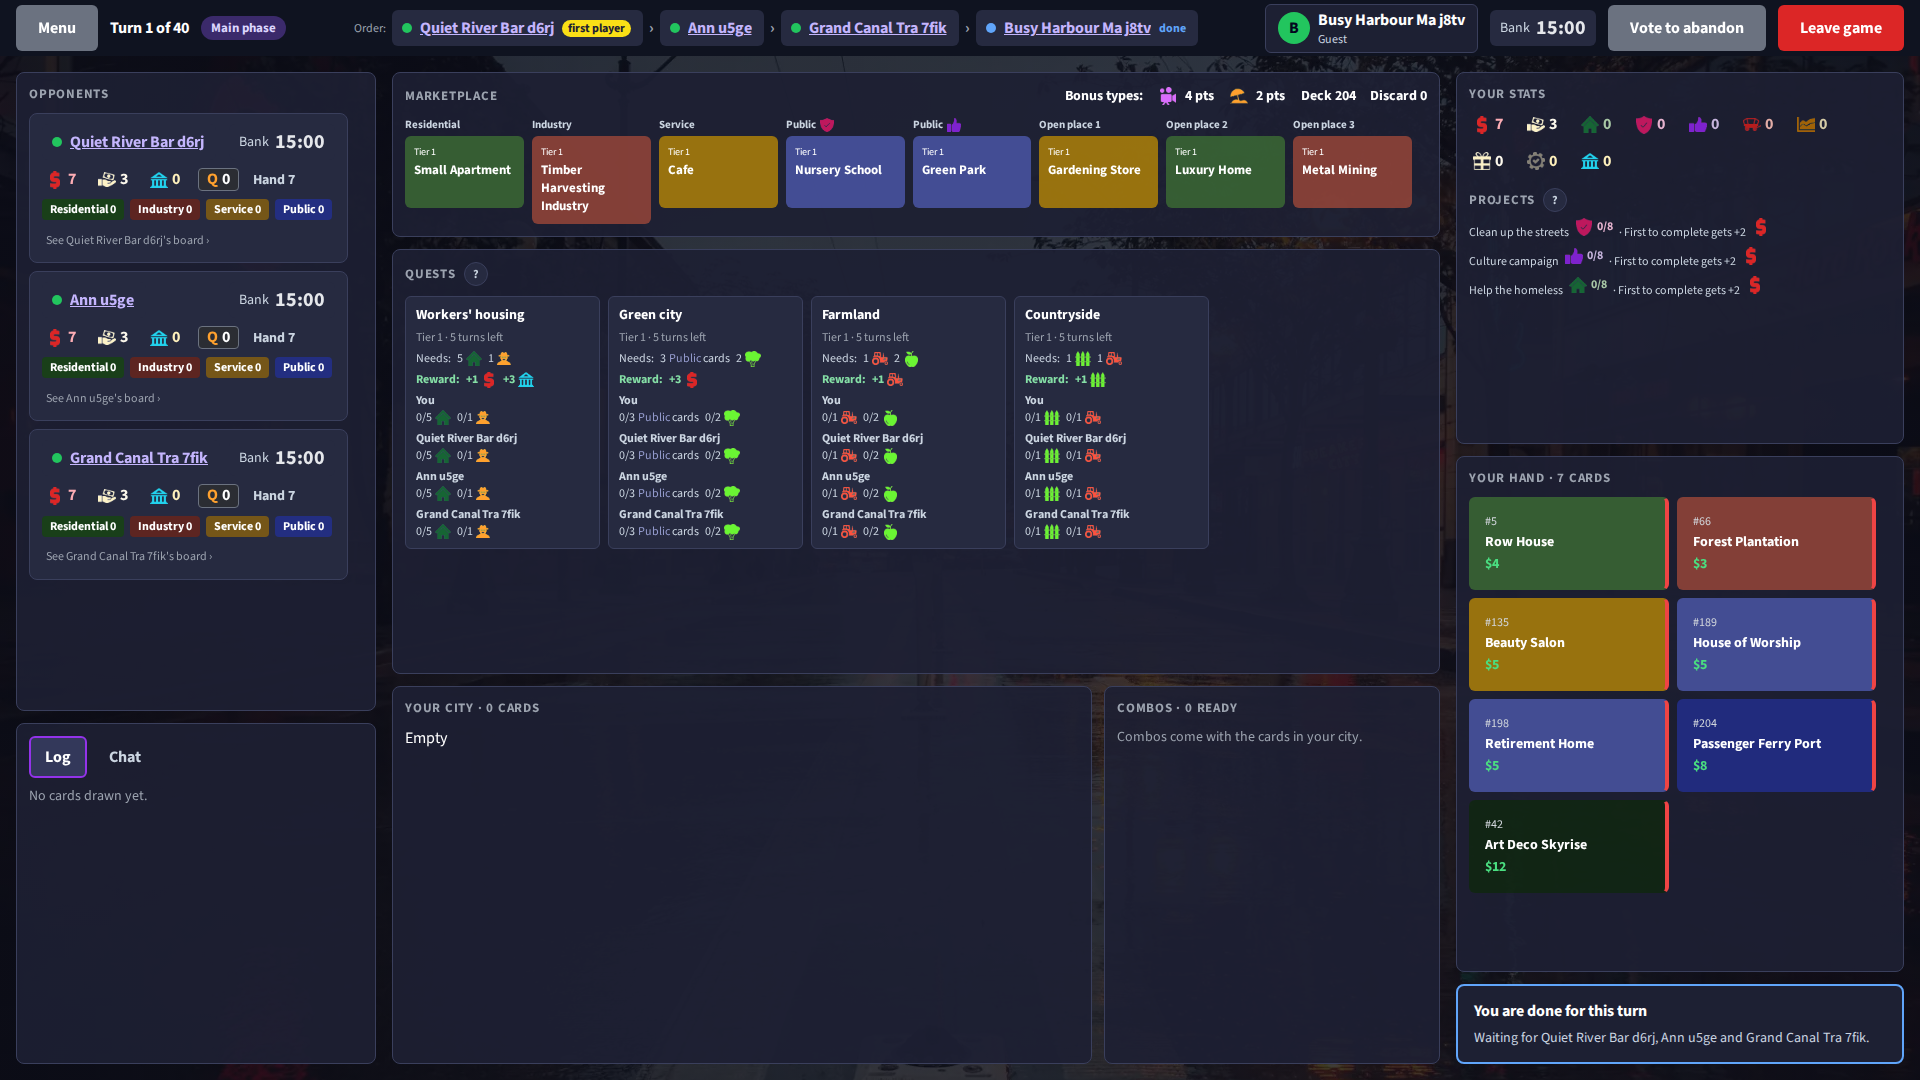 Menu
Turn 1 of 40
Main phase
Order:
Quiet River Bar d6rj first player
›
Ann u5ge
›
Grand Canal Tra 7fik
›
Busy Harbour Ma j8tv done
B
Busy Harbour Ma j8tv
Guest
Bank 15:00
Vote to abandon
Leave game
OPPONENTS
Quiet River Bar d6rj Bank 15:00
7 3 0 Q 0 Hand 7
Residential 0 Industry 0 Service 0 Public 0
See Quiet River Bar d6rj's board ›
Ann u5ge Bank 15:00
7 3 0 Q 0 Hand 7
Residential 0 Industry 0 Service 0 Public 0
See Ann u5ge's board ›
Grand Canal Tra 7fik Bank 15:00
7 3 0 Q 0 Hand 7
Residential 0 Industry 0 Service 0 Public 0
See Grand Canal Tra 7fik's board ›
Log Chat
No cards drawn yet.
MARKETPLACE
Bonus types: 4 pts 2 pts Deck 204 Discard 0
Residential
Tier 1
Small Apartment
Industry
Tier 1
Timber
Harvesting
Industry
Service
Tier 1
Cafe
Public
Tier 1
Nursery School
Public
Tier 1
Green Park
Open place 1
Tier 1
Gardening Store
Open place 2
Tier 1
Luxury Home
Open place 3
Tier 1
Metal Mining
QUESTS ?
Workers' housing
Tier 1 · 5 turns left
Needs: 5 1
Reward: +1 $ +3
You
0/5 0/1
Quiet River Bar d6rj
0/5 0/1
Ann u5ge
0/5 0/1
Grand Canal Tra 7fik
0/5 0/1
Green city
Tier 1 · 5 turns left
Needs: 3 Public cards 2
Reward: +3 $
You
0/3 Public cards 0/2
Quiet River Bar d6rj
0/3 Public cards 0/2
Ann u5ge
0/3 Public cards 0/2
Grand Canal Tra 7fik
0/3 Public cards 0/2
Farmland
Tier 1 · 5 turns left
Needs: 1 2
Reward: +1
You
0/1 0/2
Quiet River Bar d6rj
0/1 0/2
Ann u5ge
0/1 0/2
Grand Canal Tra 7fik
0/1 0/2
Countryside
Tier 1 · 5 turns left
Needs: 1 1
Reward: +1
You
0/1 0/1
Quiet River Bar d6rj
0/1 0/1
Ann u5ge
0/1 0/1
Grand Canal Tra 7fik
0/1 0/1
YOUR CITY · 0 CARDS
Empty
COMBOS · 0 READY
Combos come with the cards in your city.
YOUR STATS
$ 7 3 0 0 0 0 0
0 0 0
PROJECTS ?
Clean up the streets 0/8 · First to complete gets +2 $
Culture campaign 0/8 · First to complete gets +2 $
Help the homeless 0/8 · First to complete gets +2 $
YOUR HAND · 7 CARDS
#5
Row House
$4
#66
Forest Plantation
$3
#135
Beauty Salon
$5
#189
House of Worship
$5
#198
Retirement Home
$5
#204
Passenger Ferry Port
$8
#42
Art Deco Skyrise
$12
You are done for this turn
Waiting for Quiet River Bar d6rj, Ann u5ge and Grand Canal Tra 7fik.